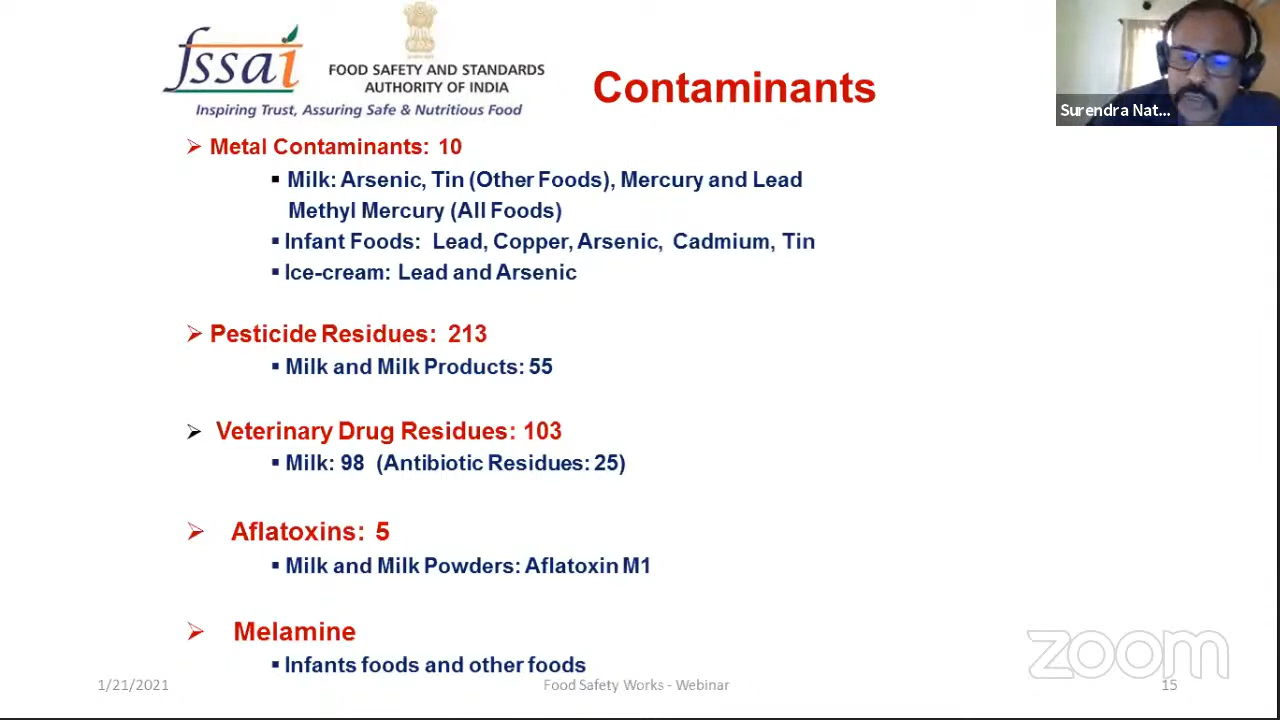 fssai
FOOD SAFETY AND STANDARDS
AUTHORITY OF INDIA
Inspiring Trust, Assuring Safe & Nutritious Food
Contaminants
Surendra Nat...
➢ Metal Contaminants: 10
▪ Milk: Arsenic, Tin (Other Foods), Mercury and Lead
Methyl Mercury (All Foods)
▪ Infant Foods: Lead, Copper, Arsenic, Cadmium, Tin
▪ Ice-cream: Lead and Arsenic
➢ Pesticide Residues: 213
▪ Milk and Milk Products: 55
➢ Veterinary Drug Residues: 103
▪ Milk: 98 (Antibiotic Residues: 25)
➢ Aflatoxins: 5
▪ Milk and Milk Powders: Aflatoxin M1
➢ Melamine
▪ Infants foods and other foods
zoom
1/21/2021
Food Safety Works - Webinar
15